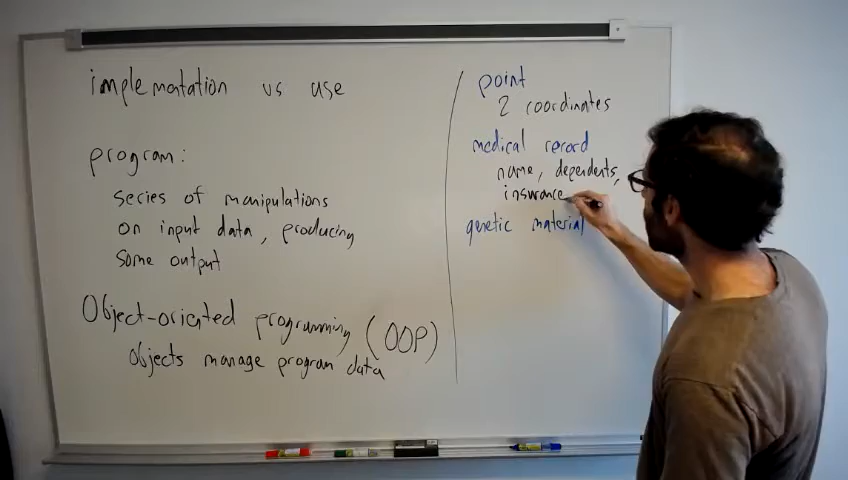 implematation vs use
program:
series of manipulations
on input data, producing
some output
Object-oriented programming (OOP)
Objects manage program data
point
2 coordinates
medical record
name, dependents,
insurance
genetic material